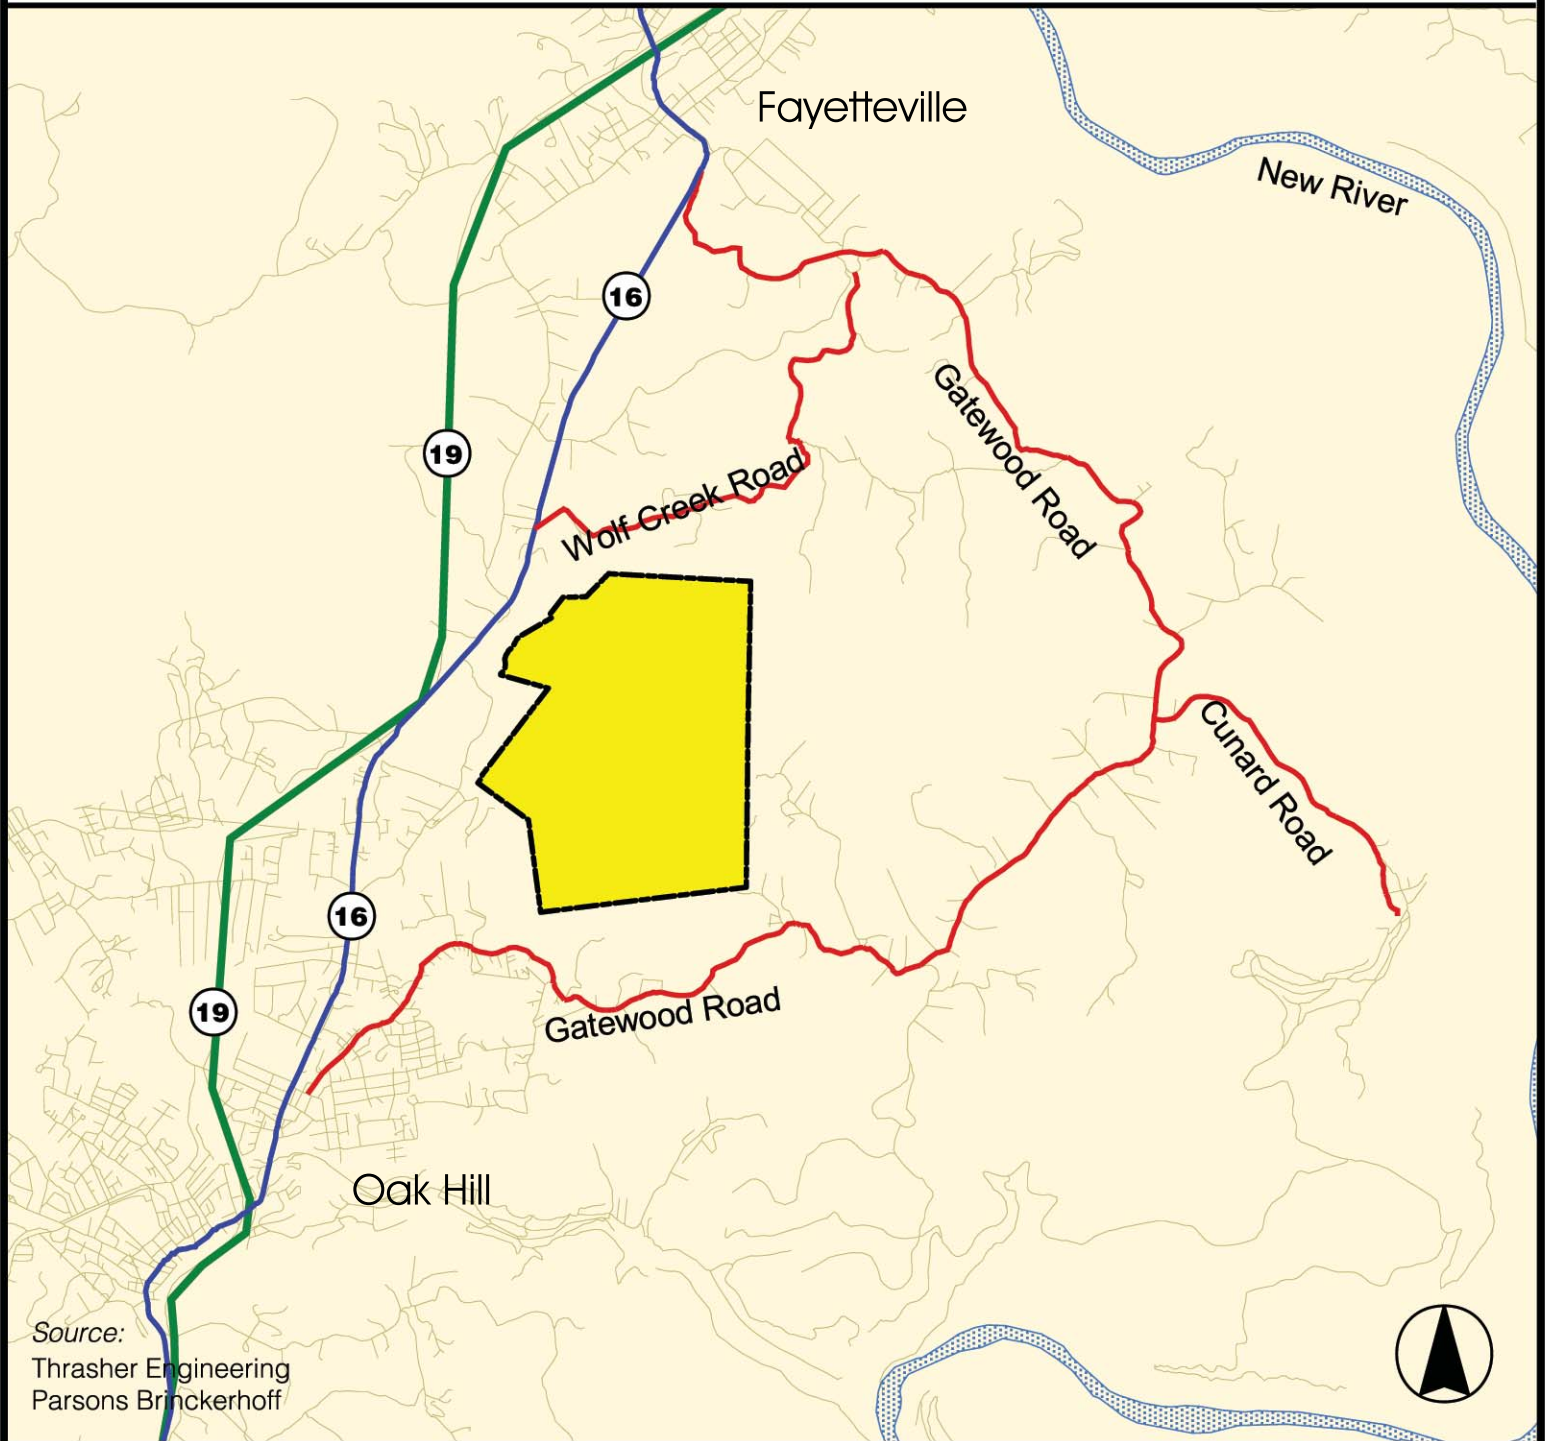 Fayetteville
New River
16
Gatewood Road
19
Wolf Creek Road
Cunard Road
16
19
Gatewood Road
Oak Hill
Source:
Thrasher Engineering
Parsons Brinckerhoff